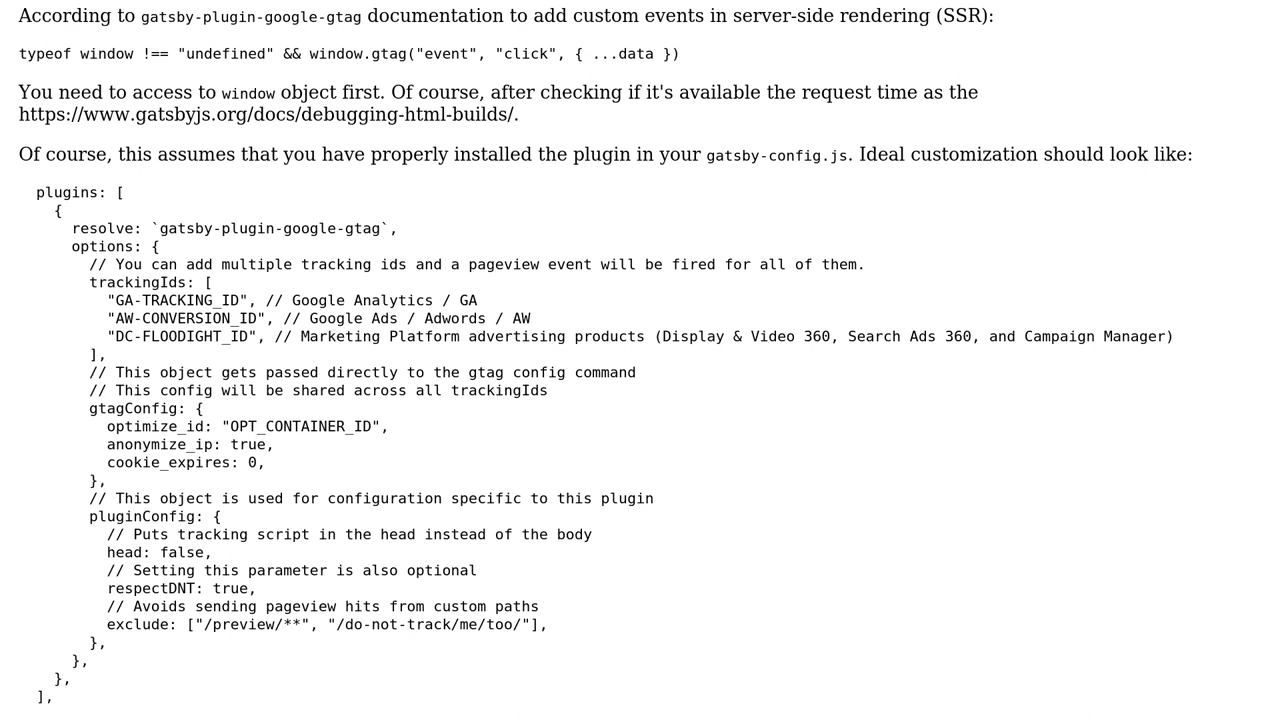 According to gatsby-plugin-google-gtag documentation to add custom events in server-side rendering (SSR):
typeof window !== "undefined" && window.gtag("event", "click", { ...data })
You need to access to window object first. Of course, after checking if it's available the request time as the
https://www.gatsbyjs.org/docs/debugging-html-builds/.
Of course, this assumes that you have properly installed the plugin in your gatsby-config.js. Ideal customization should look like:
  plugins: [
    {
      resolve: `gatsby-plugin-google-gtag`,
      options: {
        // You can add multiple tracking ids and a pageview event will be fired for all of them.
        trackingIds: [
          "GA-TRACKING_ID", // Google Analytics / GA
          "AW-CONVERSION_ID", // Google Ads / Adwords / AW
          "DC-FLOODIGHT_ID", // Marketing Platform advertising products (Display & Video 360, Search Ads 360, and Campaign Manager)
        ],
        // This object gets passed directly to the gtag config command
        // This config will be shared across all trackingIds
        gtagConfig: {
          optimize_id: "OPT_CONTAINER_ID",
          anonymize_ip: true,
          cookie_expires: 0,
        },
        // This object is used for configuration specific to this plugin
        pluginConfig: {
          // Puts tracking script in the head instead of the body
          head: false,
          // Setting this parameter is also optional
          respectDNT: true,
          // Avoids sending pageview hits from custom paths
          exclude: ["/preview/**", "/do-not-track/me/too/"],
        },
      },
    },
  ],